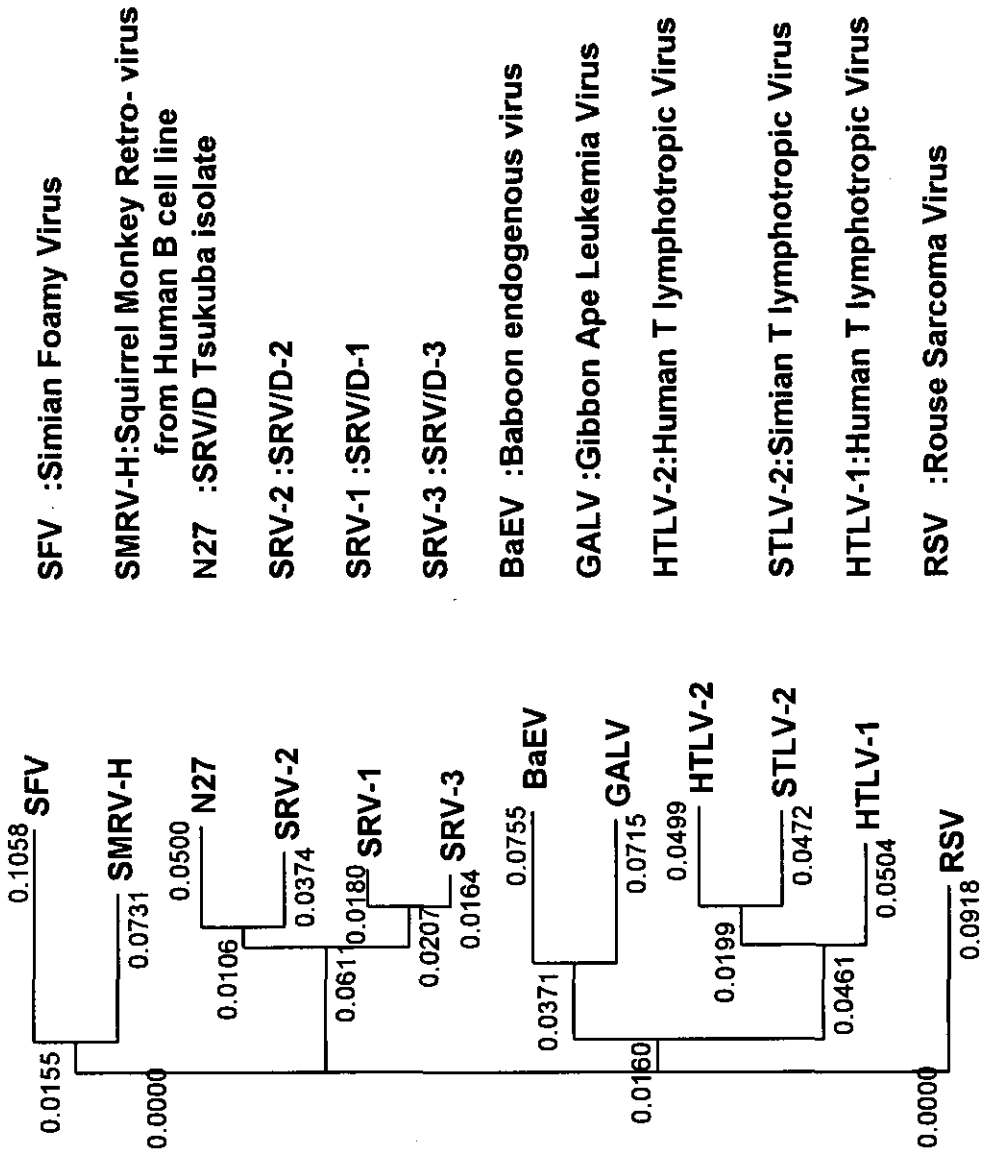 0.1058
SFV
0.0155
SMRV-H
0.0731
0.0000
0.0500
N27
0.0106
SRV-2
0.0374
0.0611
0.0180
SRV-1
0.0207
SRV-3
0.0164
0.0755
BaEV
0.0371
GALV
0.0715
0.0160
0.0499
HTLV-2
0.0199
STLV-2
0.0472
0.0461
HTLV-1
0.0504
0.0000
RSV
0.0918
SFV :Simian Foamy Virus
SMRV-H:Squirrel Monkey Retro- virus
from Human B cell line
N27 :SRV/D Tsukuba isolate
SRV-2 :SRV/D-2
SRV-1 :SRV/D-1
SRV-3 :SRV/D-3
BaEV :Baboon endogenous virus
GALV :Gibbon Ape Leukemia Virus
HTLV-2:Human T lymphotropic Virus
STLV-2:Simian T lymphotropic Virus
HTLV-1:Human T lymphotropic Virus
RSV :Rouse Sarcoma Virus